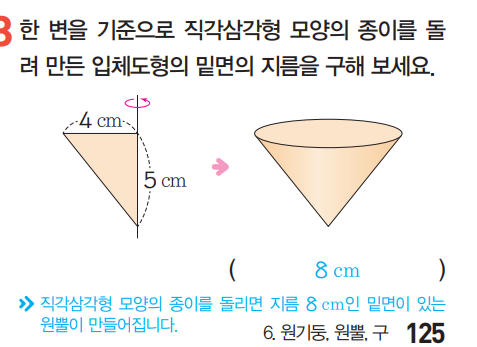 3 한 변을 기준으로 직각삼각형 모양의 종이를 돌
려 만든 입체도형의 밑면의 지름을 구해 보세요.
4 cm
5 cm
( 8 cm )
직각삼각형 모양의 종이를 돌리면 지름 8 cm인 밑면이 있는
원뿔이 만들어집니다.
6. 원기둥, 원뿔, 구 125